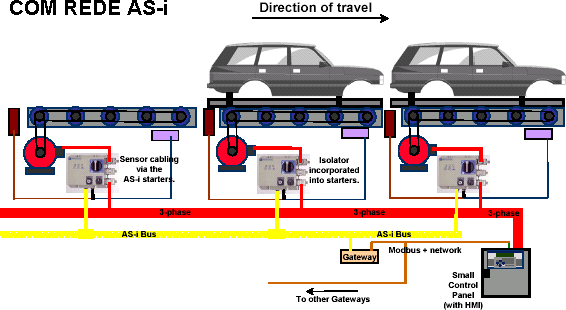 COM REDE AS-i
Direction of travel
Sensor cabling
via the
AS-i starters.
Isolator
incorporated
into starters.
3-phase
3-phase
3-phase
AS-i Bus
AS-i Bus
Gateway
Modbus + network
Small
Control
Panel
(with HMI)
To other Gateways